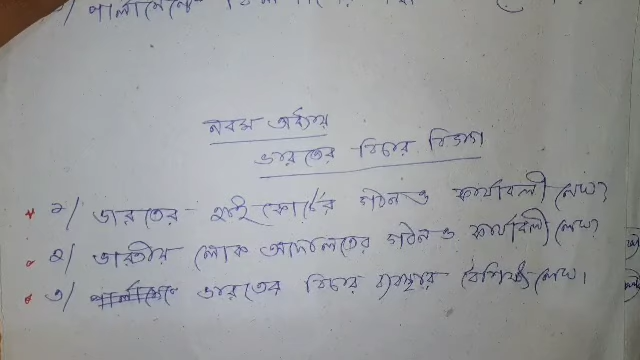 পার্লামেন্টের
নবম অধ্যায়
ভারতের বিচার বিভাগ
১/ ভারতের হাই কোর্টের গঠন ও কার্যাবলী লেখ?
২/ ভারতীয় লোক আদালতের গঠন ও কার্যাবলী লেখ?
৩/ ভারতের বিচার ব্যবস্থার বৈশিষ্ট্য লেখ।